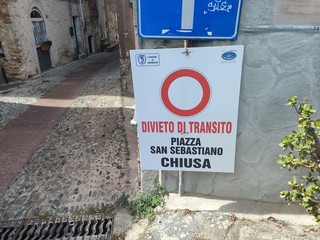 DIVIETO DI TRANSITO
PIAZZA
SAN SEBASTIANO
CHIUSA